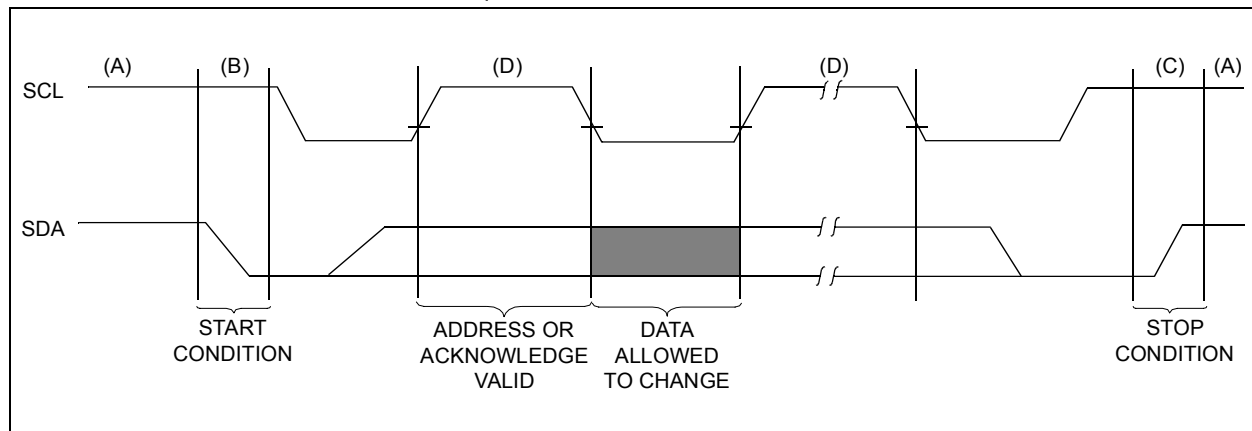 (A) (B) (D) (D) (C) (A)
SCL
SDA
START
CONDITION
ADDRESS OR
ACKNOWLEDGE
VALID
DATA
ALLOWED
TO CHANGE
STOP
CONDITION